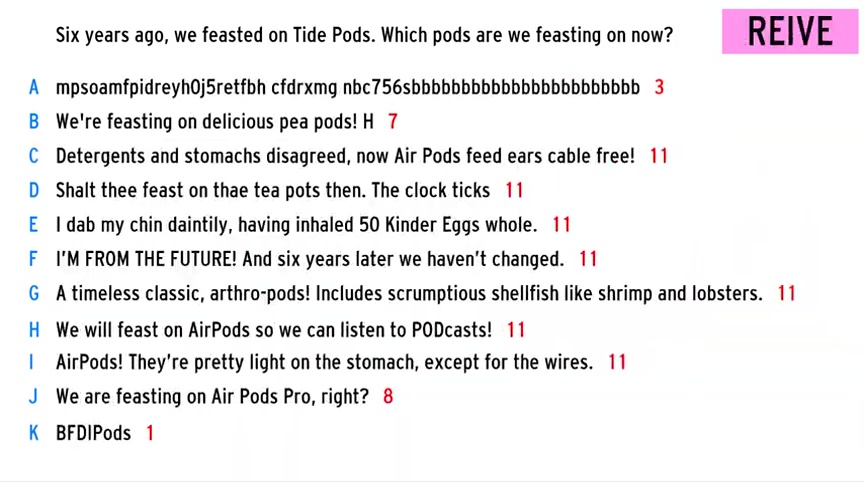 Six years ago, we feasted on Tide Pods. Which pods are we feasting on now?
REIVE
A mpsoamfpidreyh0j5retfbh cfdrxmg nbc756sbbbbbbbbbbbbbbbbbbbbbbb 3
B We're feasting on delicious pea pods! H 7
C Detergents and stomachs disagreed, now Air Pods feed ears cable free! 11
D Shalt thee feast on thae tea pots then. The clock ticks 11
E I dab my chin daintily, having inhaled 50 Kinder Eggs whole. 11
F I'M FROM THE FUTURE! And six years later we haven't changed. 11
G A timeless classic, arthro-pods! Includes scrumptious shellfish like shrimp and lobsters. 11
H We will feast on AirPods so we can listen to PODcasts! 11
I AirPods! They're pretty light on the stomach, except for the wires. 11
J We are feasting on Air Pods Pro, right? 8
K BFDIPods 1